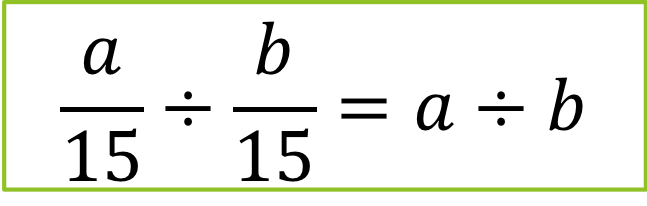 a/15 ÷ b/15 = a ÷ b